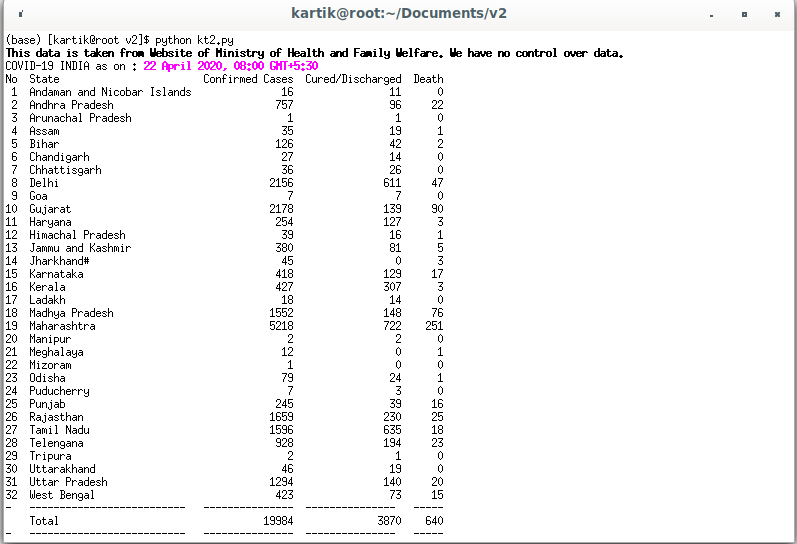 kartik@root:~/Documents/v2
(base) [kartik@root v2]$ python kt2.py
This data is taken from Website of Ministry of Health and Family Welfare. We have no control over data.
COVID-19 INDIA as on : 22 April 2020, 08:00 GMT+5:30
No State Confirmed Cases Cured/Discharged Death
1 Andaman and Nicobar Islands 16 11 0
2 Andhra Pradesh 757 96 22
3 Arunachal Pradesh 1 1 0
4 Assam 35 19 1
5 Bihar 126 42 2
6 Chandigarh 27 14 0
7 Chhattisgarh 36 26 0
8 Delhi 2156 611 47
9 Goa 7 7 0
10 Gujarat 2178 139 90
11 Haryana 254 127 3
12 Himachal Pradesh 39 16 1
13 Jammu and Kashmir 380 81 5
14 Jharkhand# 45 0 3
15 Karnataka 418 129 17
16 Kerala 427 307 3
17 Ladakh 18 14 0
18 Madhya Pradesh 1552 148 76
19 Maharashtra 5218 722 251
20 Manipur 2 2 0
21 Meghalaya 12 0 1
22 Mizoram 1 0 0
23 Odisha 79 24 1
24 Puducherry 7 3 0
25 Punjab 245 39 16
26 Rajasthan 1659 230 25
27 Tamil Nadu 1596 635 18
28 Telengana 928 194 23
29 Tripura 2 1 0
30 Uttarakhand 46 19 0
31 Uttar Pradesh 1294 140 20
32 West Bengal 423 73 15
- ------------------------- --------------- --------------- -----
Total 19984 3870 640
- ------------------------- --------------- --------------- -----